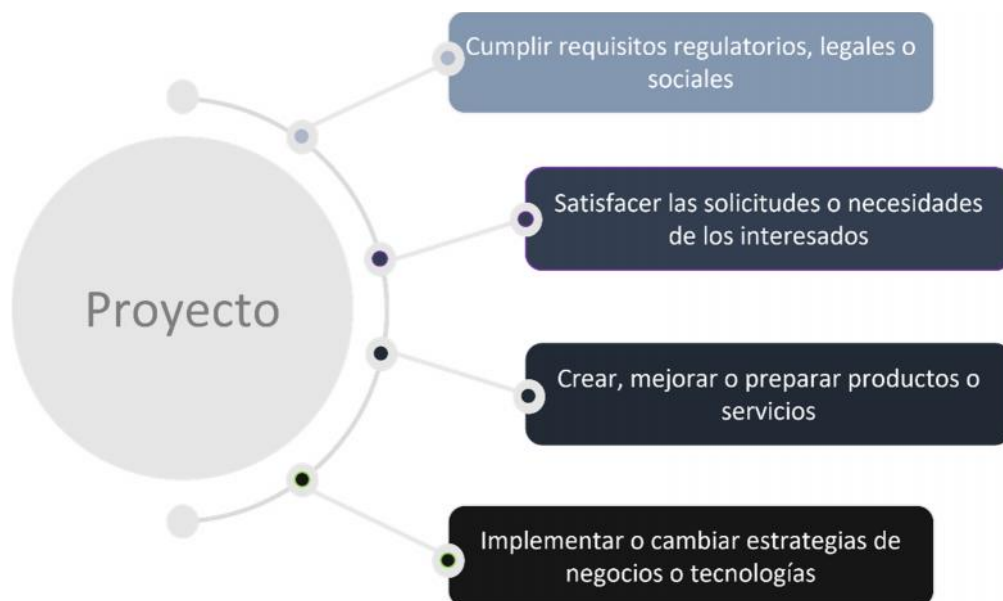 Cumplir requisitos regulatorios, legales o
sociales
Satisfacer las solicitudes o necesidades
de los interesados
Proyecto
Crear, mejorar o preparar productos o
servicios
Implementar o cambiar estrategias de
negocios o tecnologías